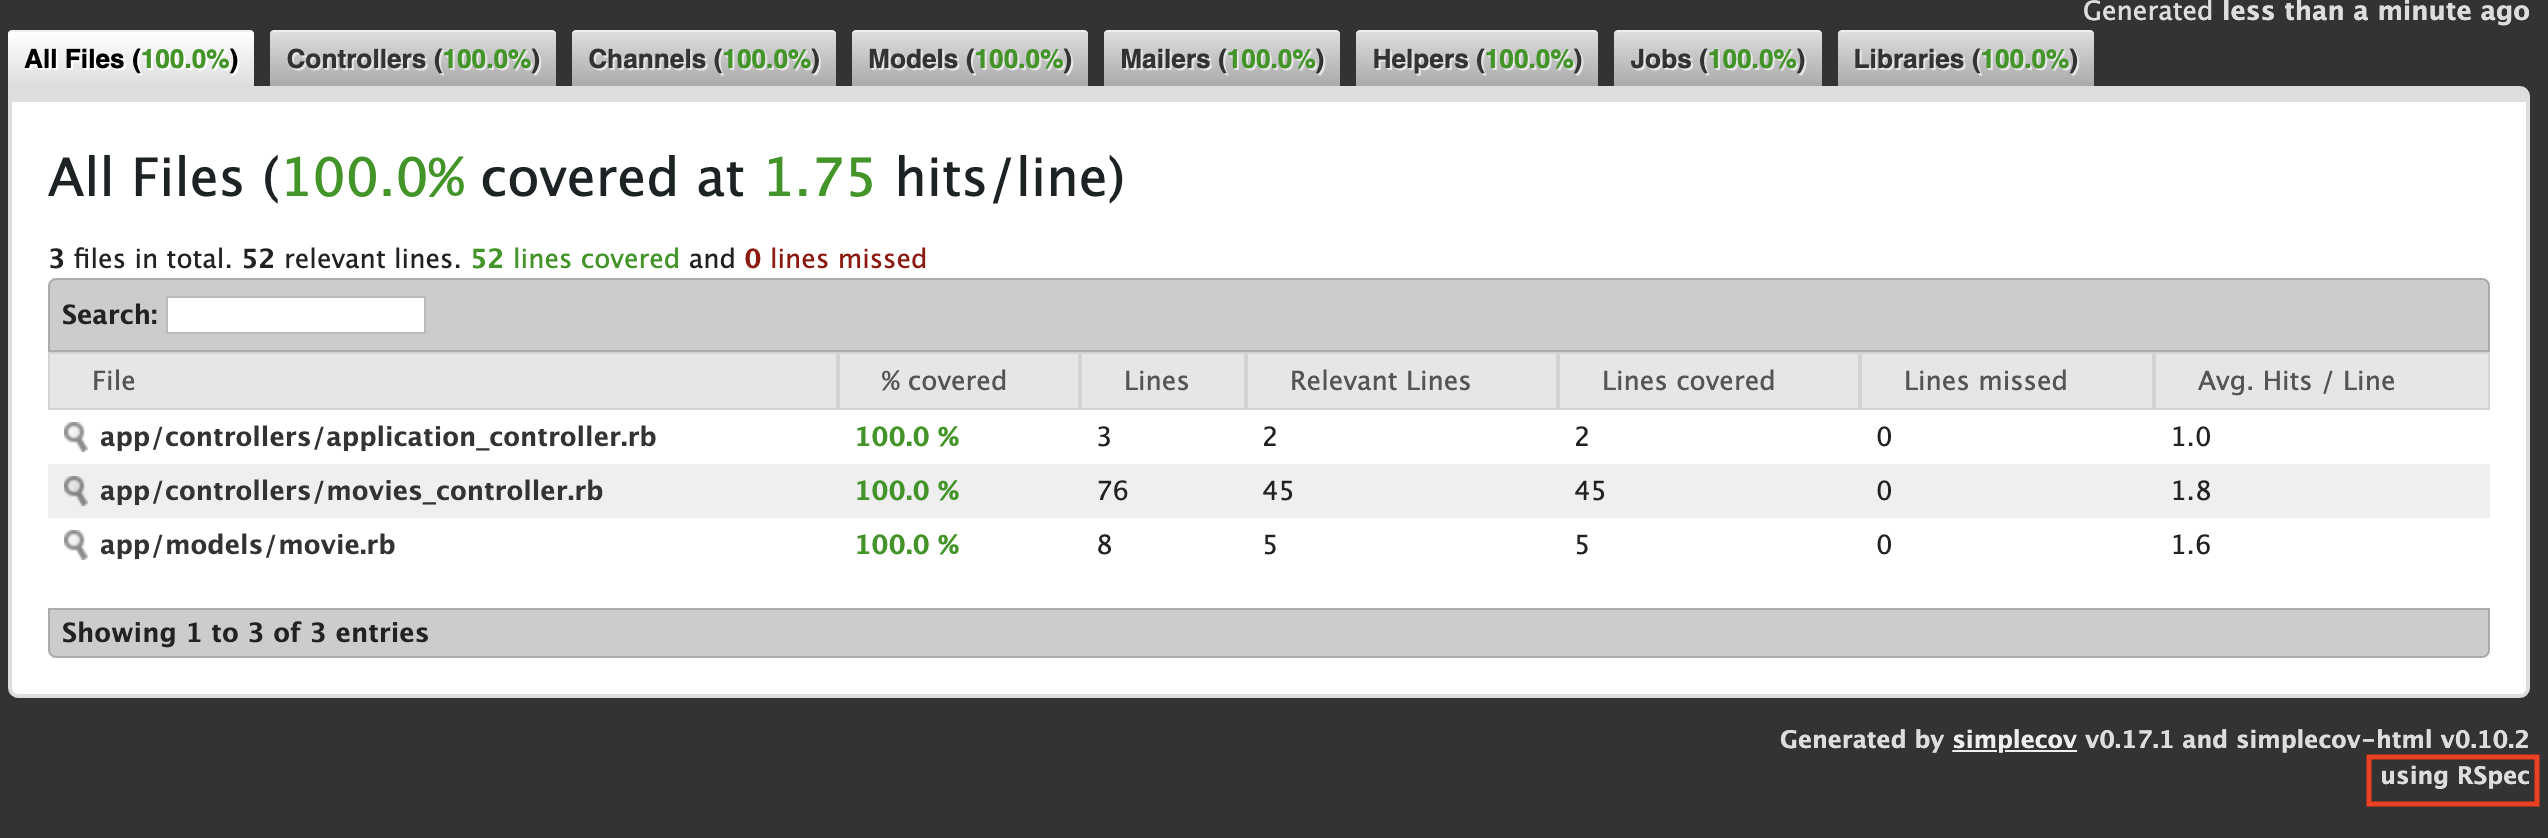 Generated less than a minute ago
All Files (100.0%) Controllers (100.0%) Channels (100.0%) Models (100.0%) Mailers (100.0%) Helpers (100.0%) Jobs (100.0%) Libraries (100.0%)
All Files (100.0% covered at 1.75 hits/line)
3 files in total. 52 relevant lines. 52 lines covered and 0 lines missed
Search:
File % covered Lines Relevant Lines Lines covered Lines missed Avg. Hits / Line
app/controllers/application_controller.rb 100.0 % 3 2 2 0 1.0
app/controllers/movies_controller.rb 100.0 % 76 45 45 0 1.8
app/models/movie.rb 100.0 % 8 5 5 0 1.6
Showing 1 to 3 of 3 entries
Generated by simplecov v0.17.1 and simplecov-html v0.10.2
using RSpec